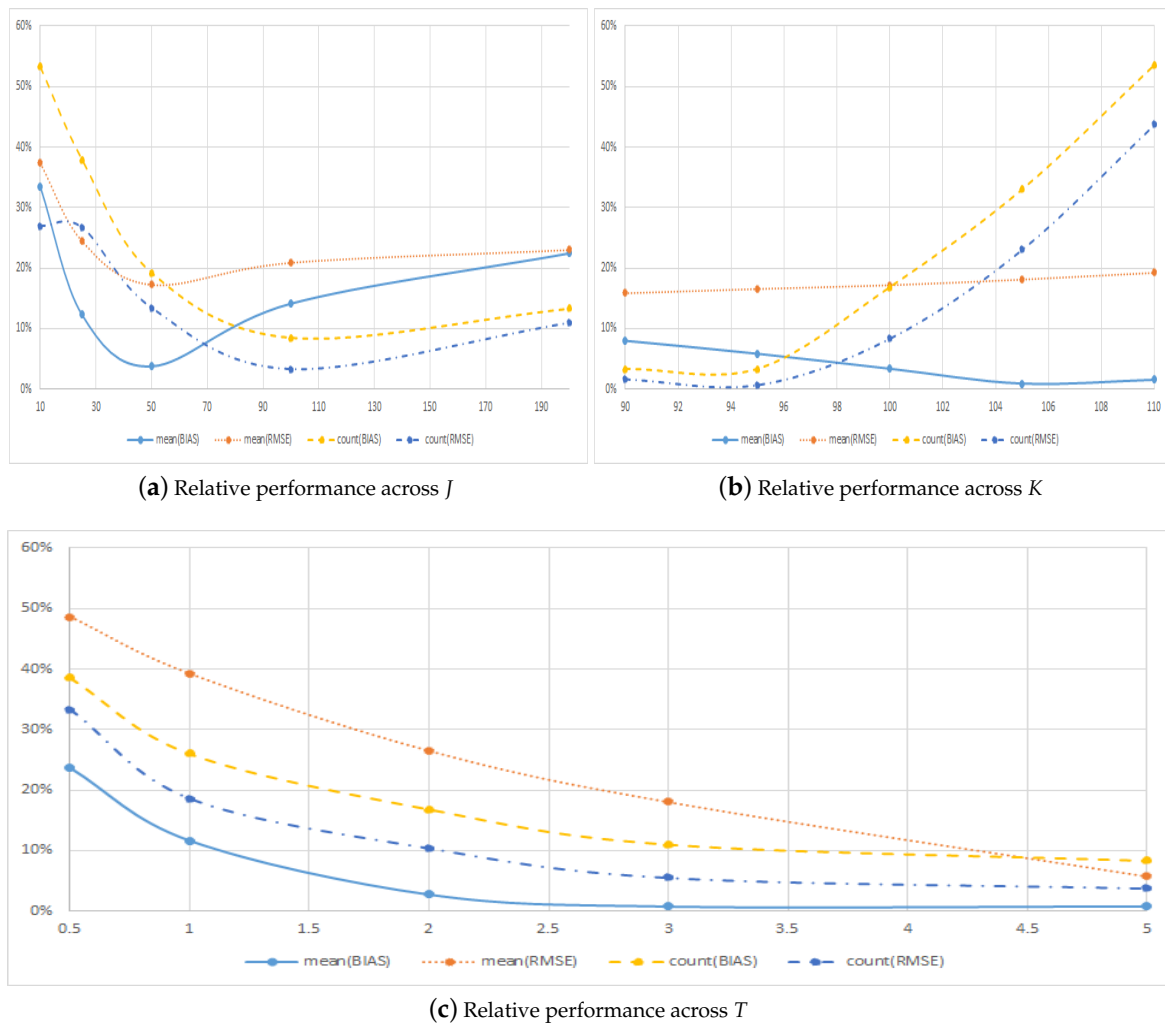 60%
50%
40%
30%
20%
10%
0%
10 30 50 70 90 110 130 150 170 190
mean(BIAS) mean(RMSE) count(BIAS) count(RMSE)
(a) Relative performance across J
60%
50%
40%
30%
20%
10%
0%
90 92 94 96 98 100 102 104 106 108 110
mean(BIAS) mean(RMSE) count(BIAS) count(RMSE)
(b) Relative performance across K
60%
50%
40%
30%
20%
10%
0%
0.5 1 1.5 2 2.5 3 3.5 4 4.5 5
mean(BIAS) mean(RMSE) count(BIAS) count(RMSE)
(c) Relative performance across T